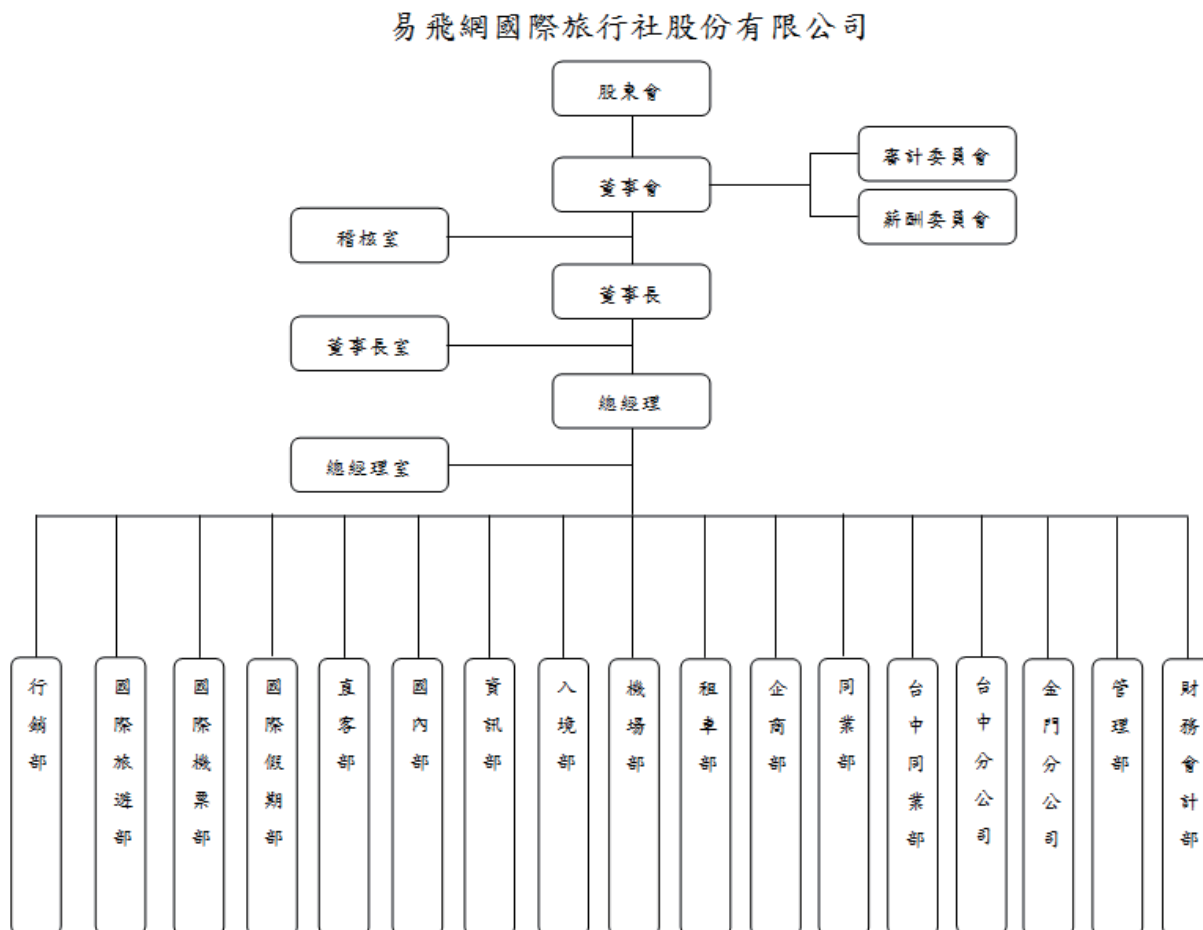 易飛網國際旅行社股份有限公司
股東會
審計委員會
董事會
薪酬委員會
稽核室
董事長
董事長室
總經理
總經理室
行銷部
國際旅遊部
國際機票部
國際假期部
直客部
國內部
資訊部
入境部
機場部
租車部
企商部
同業部
台中同業部
台中分公司
金門分公司
管理部
財務會計部